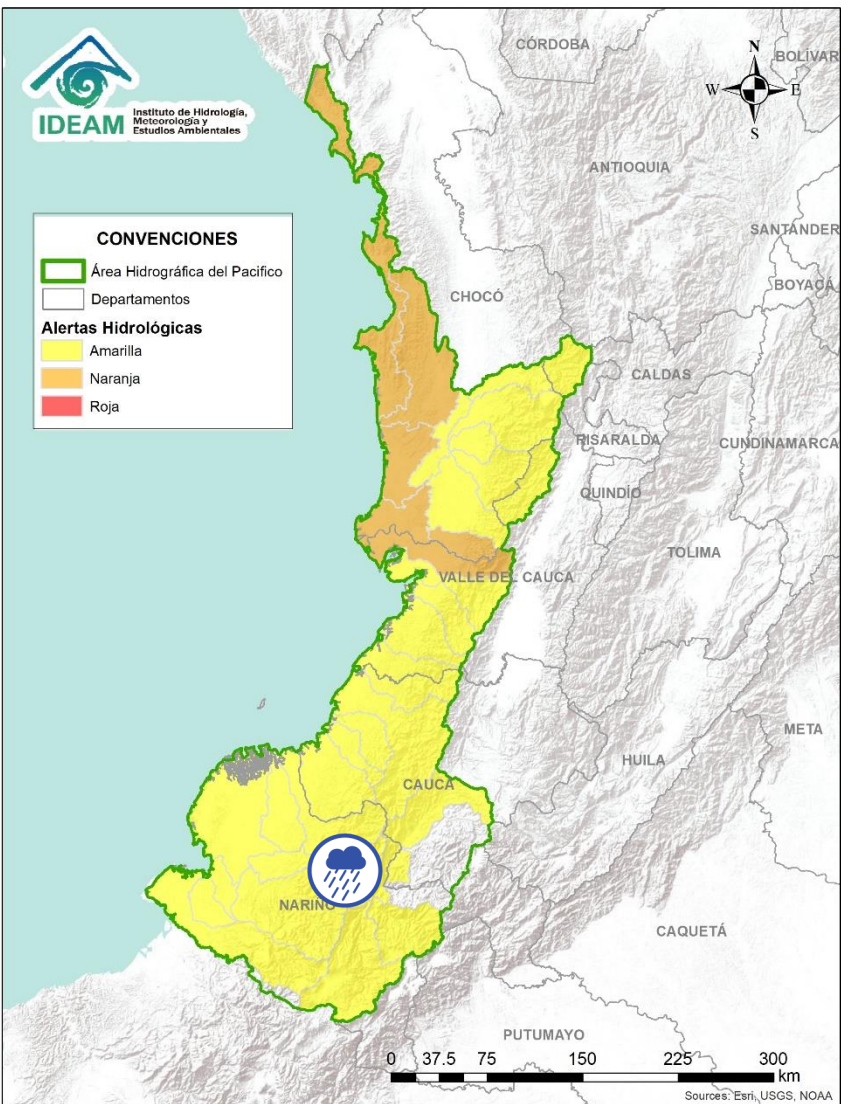 IDEAM
Instituto de Hidrología,
Meteorología y
Estudios Ambientales
N
W
E
S
CONVENCIONES
Área Hidrográfica del Pacifico
Departamentos
Alertas Hidrológicas
Amarilla
Naranja
Roja
CÓRDOBA
BOLÍVAR
ANTIOQUIA
SANTANDER
BOYACÁ
CHOCÓ
CALDAS
RISARALDA
CUNDINAMARCA
QUINDÍO
TOLIMA
VALLE DEL CAUCA
META
HUILA
CAUCA
NARIÑO
CAQUETÁ
PUTUMAYO
0 37.5 75 150 225 300
km
Sources: Esri, USGS, NOAA